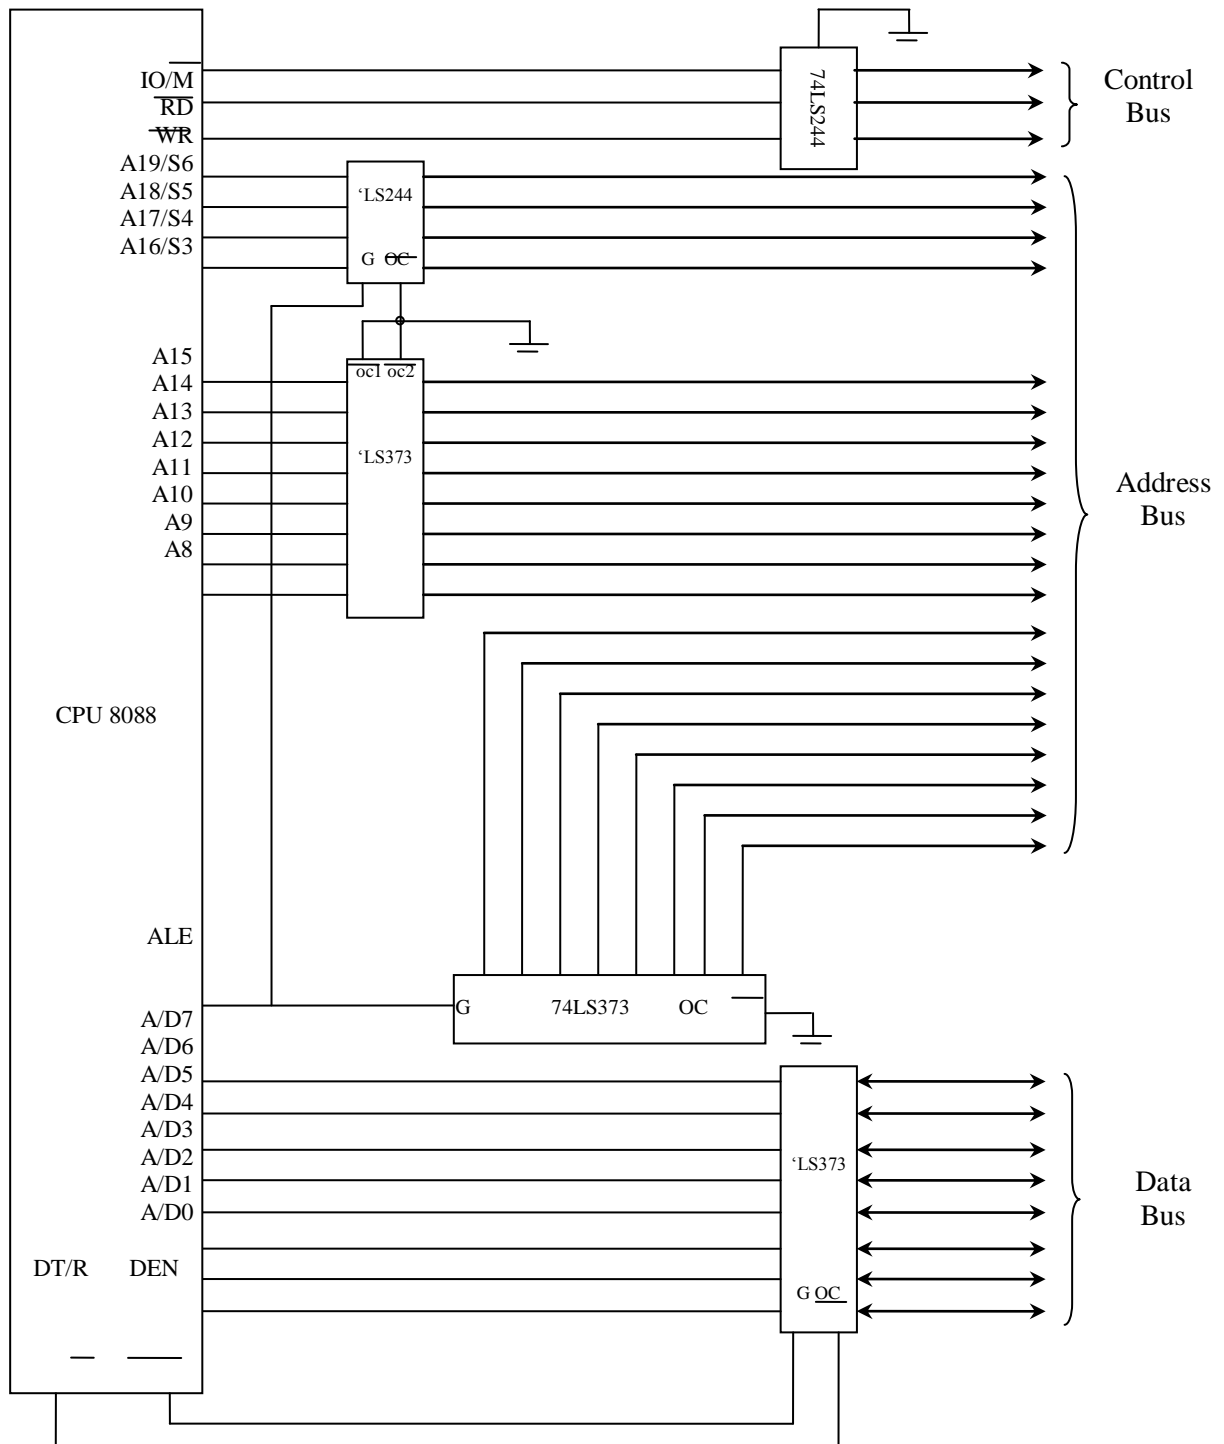 IO/M
RD
WR
A19/S6
A18/S5
A17/S4
A16/S3
74LS244
Control
Bus
‘LS244
G OC
A15
A14
A13
A12
A11
A10
A9
A8
oc1 oc2
‘LS373
Address
Bus
CPU 8088
ALE
G 74LS373 OC
A/D7
A/D6
A/D5
A/D4
A/D3
A/D2
A/D1
A/D0
‘LS373
G OC
Data
Bus
DT/R DEN